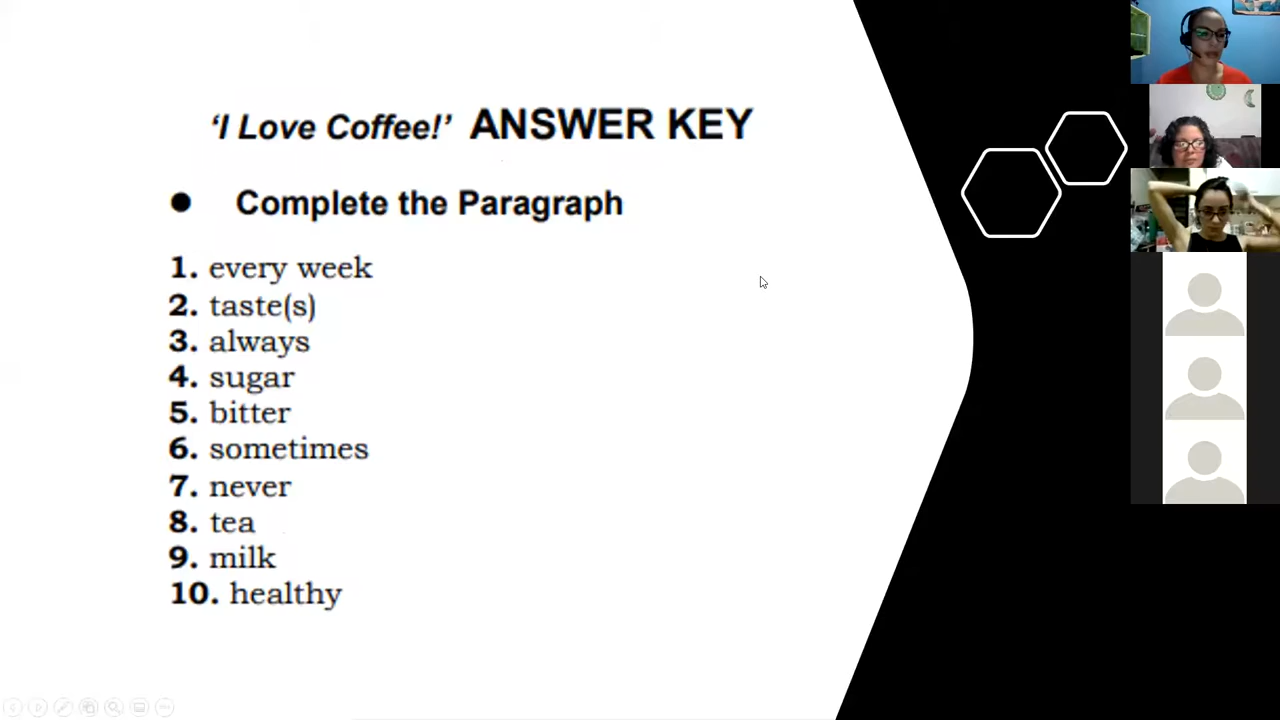 ‘I Love Coffee!’ ANSWER KEY
● Complete the Paragraph
1. every week
2. taste(s)
3. always
4. sugar
5. bitter
6. sometimes
7. never
8. tea
9. milk
10. healthy